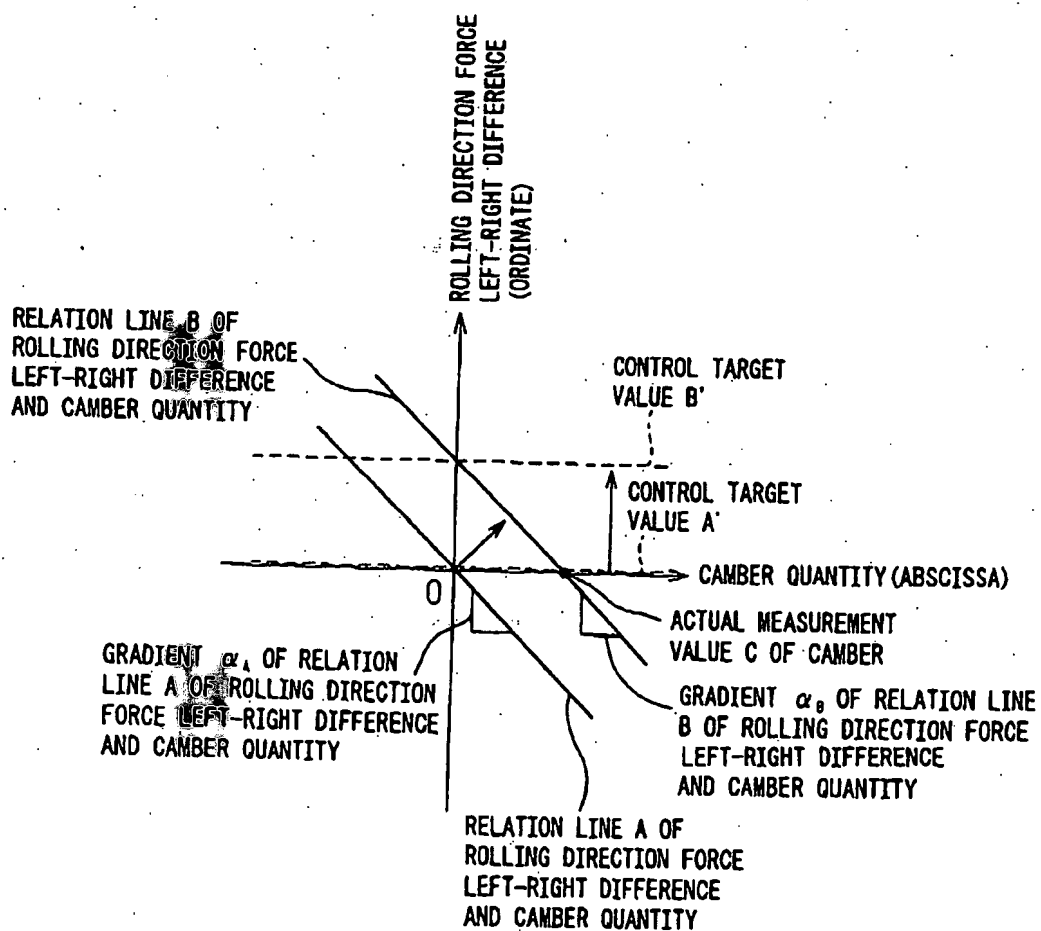 ROLLING DIRECTION FORCE
LEFT-RIGHT DIFFERENCE
(ORDINATE)
RELATION LINE B OF
ROLLING DIRECTION FORCE
LEFT-RIGHT DIFFERENCE
AND CAMBER QUANTITY
CONTROL TARGET
VALUE B'
CONTROL TARGET
VALUE A'
CAMBER QUANTITY(ABSCISSA)
0
ACTUAL MEASUREMENT
VALUE C OF CAMBER
GRADIENT αA OF RELATION
LINE A OF ROLLING DIRECTION
FORCE LEFT-RIGHT DIFFERENCE
AND CAMBER QUANTITY
GRADIENT αB OF RELATION LINE
B OF ROLLING DIRECTION FORCE
LEFT-RIGHT DIFFERENCE
AND CAMBER QUANTITY
RELATION LINE A OF
ROLLING DIRECTION FORCE
LEFT-RIGHT DIFFERENCE
AND CAMBER QUANTITY